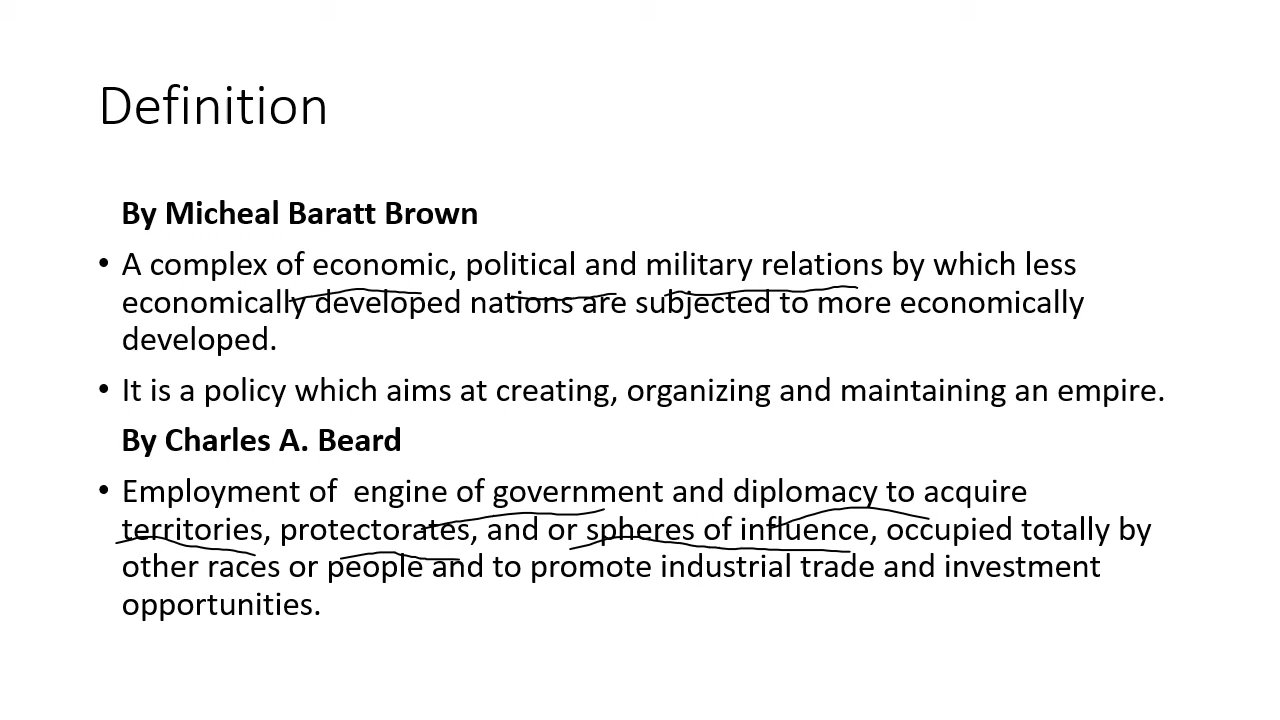 Definition
By Micheal Baratt Brown
• A complex of economic, political and military relations by which less
economically developed nations are subjected to more economically
developed.
• It is a policy which aims at creating, organizing and maintaining an empire.
By Charles A. Beard
• Employment of  engine of government and diplomacy to acquire
territories, protectorates, and or spheres of influence, occupied totally by
other races or people and to promote industrial trade and investment
opportunities.